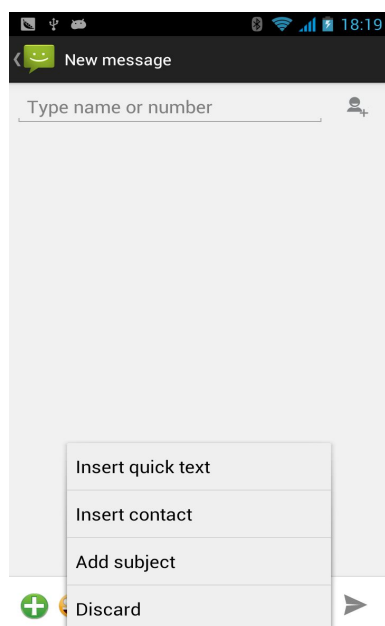 18:19
New message
Type name or number
Insert quick text
Insert contact
Add subject
Discard